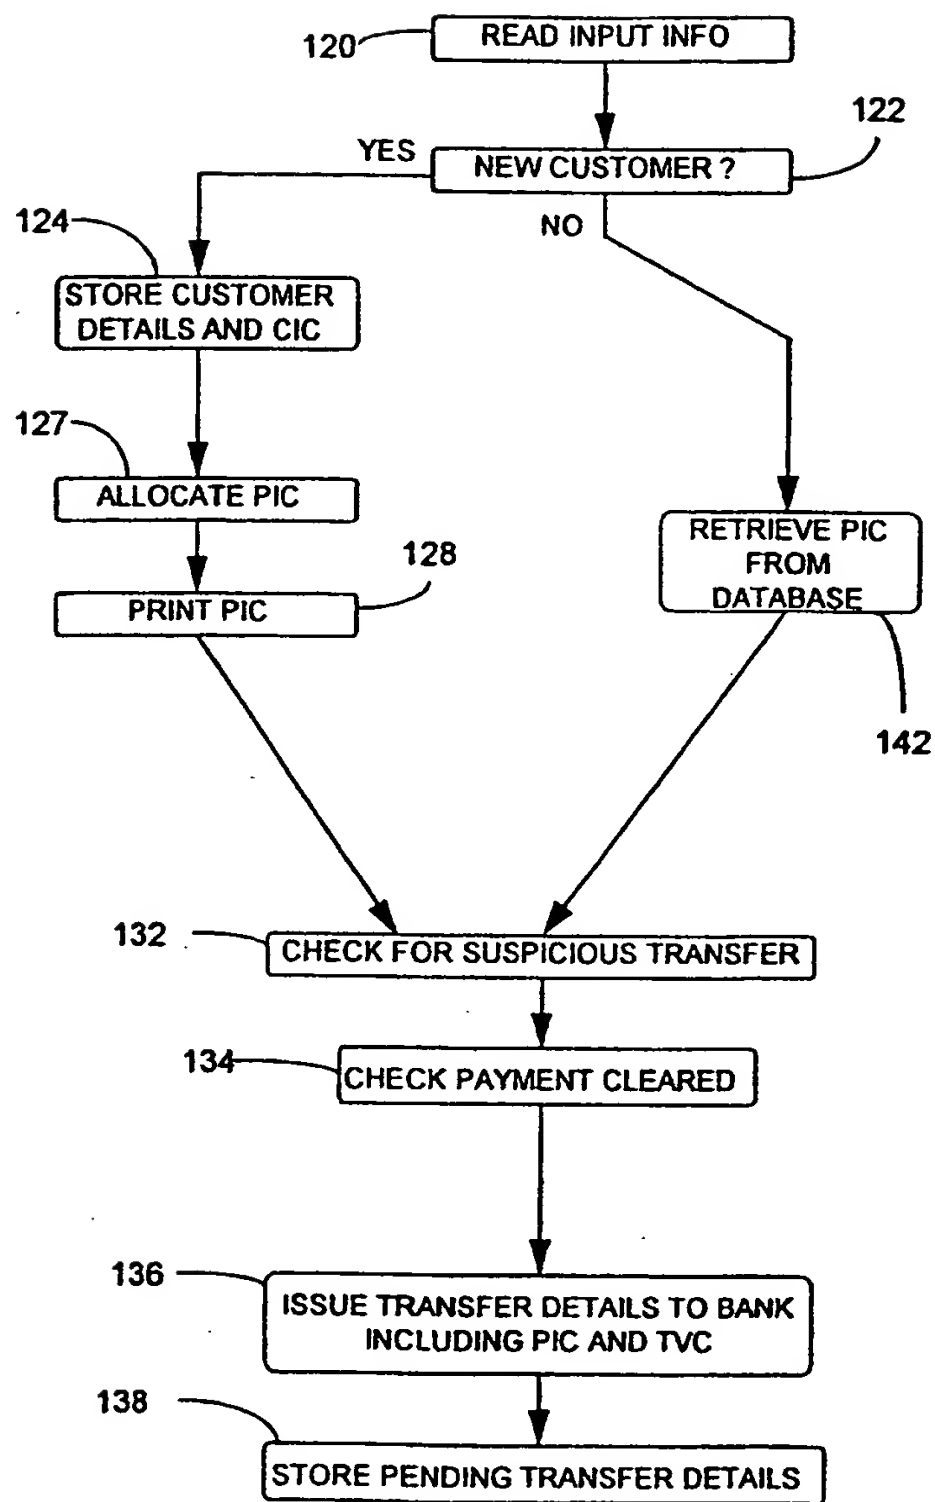 120
READ INPUT INFO
122
YES
NEW CUSTOMER ?
NO
124
STORE CUSTOMER
DETAILS AND CIC
127
ALLOCATE PIC
128
PRINT PIC
RETRIEVE PIC
FROM
DATABASE
142
132
CHECK FOR SUSPICIOUS TRANSFER
134
CHECK PAYMENT CLEARED
136
ISSUE TRANSFER DETAILS TO BANK
INCLUDING PIC AND TVC
138
STORE PENDING TRANSFER DETAILS